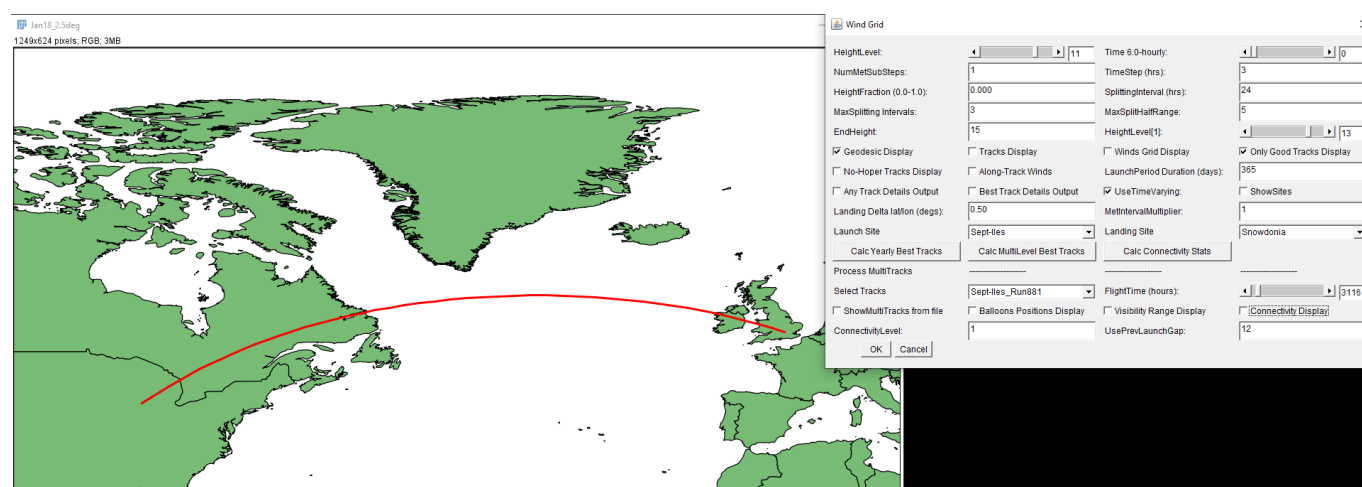 Jan18_2.5deg
1249x624 pixels; RGB; 3MB
Wind Grid
HeightLevel: 11 Time 6.0-hourly: 0
NumMetSubSteps: 1 TimeStep (hrs): 3
HeightFraction (0.0-1.0): 0.000 SplittingInterval (hrs): 24
MaxSplitting Intervals: 3 MaxSplitHalfRange: 5
EndHeight: 15 HeightLevel[1]: 13
Geodesic Display Tracks Display Winds Grid Display Only Good Tracks Display
No-Hoper Tracks Display Along-Track Winds LaunchPeriod Duration (days): 365
Any Track Details Output Best Track Details Output UseTimeVarying: ShowSites
Landing Delta lat/lon (degs): 0.50 MetIntervalMultiplier: 1
Launch Site Sept-Iles Landing Site Snowdonia
Calc Yearly Best Tracks Calc MultiLevel Best Tracks Calc Connectivity Stats
Process MultiTracks ------------------- ------------------- -------------------
Select Tracks Sept-Iles_Run881 FlightTime (hours): 3116
ShowMultiTracks from file Balloons Positions Display Visibility Range Display Connectivity Display
ConnectivityLevel: 1 UsePrevLaunchGap: 12
OK Cancel